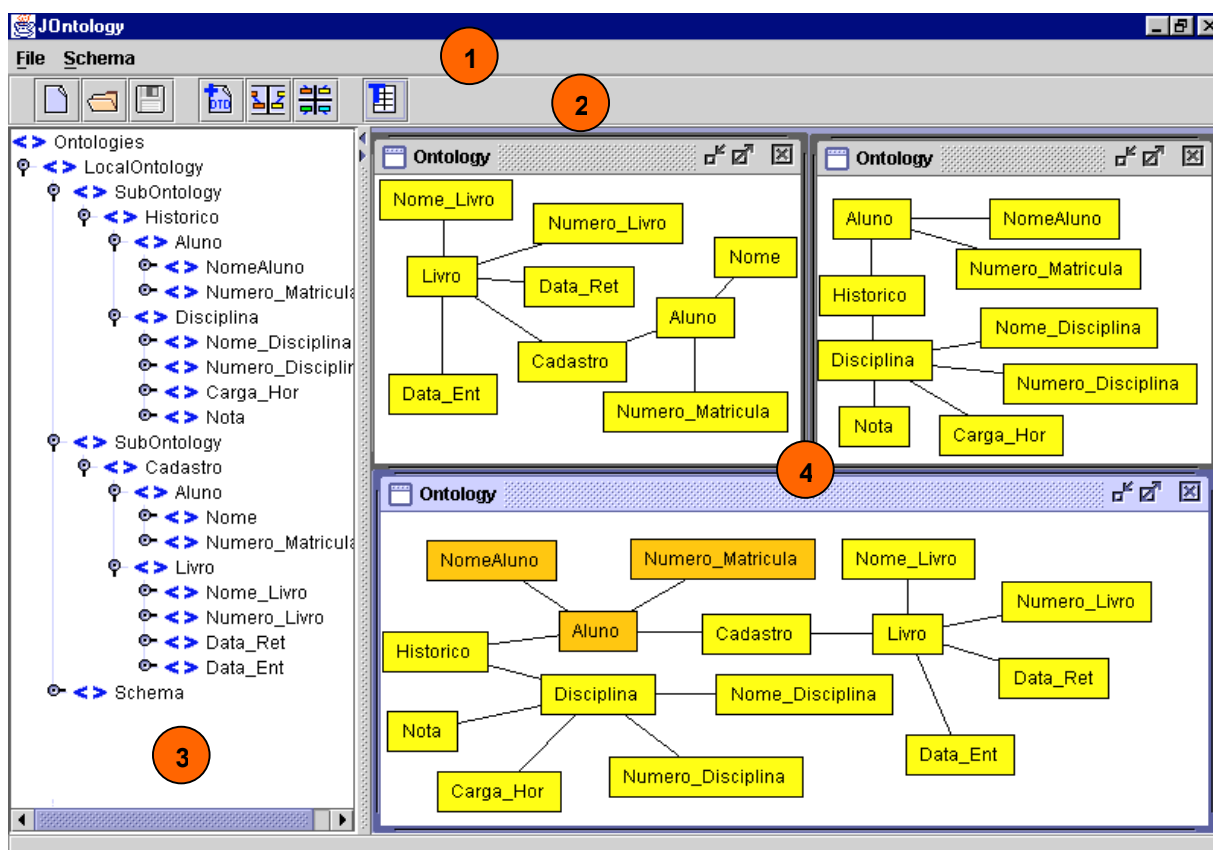 JOntology
File Schema
1
2
DTD
Ontologies
LocalOntology
SubOntology
Historico
Aluno
NomeAluno
Numero_Matricula
Disciplina
Nome_Disciplina
Numero_Disciplin
Carga_Hor
Nota
SubOntology
Cadastro
Aluno
Nome
Numero_Matricula
Livro
Nome_Livro
Numero_Livro
Data_Ret
Data_Ent
Schema
3
Ontology
Nome_Livro
Numero_Livro
Nome
Livro
Data_Ret
Aluno
Cadastro
Data_Ent
Numero_Matricula
Ontology
Aluno
NomeAluno
Numero_Matricula
Historico
Nome_Disciplina
Disciplina
Numero_Disciplina
Nota
Carga_Hor
4
Ontology
NomeAluno
Numero_Matricula
Nome_Livro
Numero_Livro
Aluno
Cadastro
Livro
Historico
Data_Ret
Disciplina
Nome_Disciplina
Nota
Data_Ent
Numero_Disciplina
Carga_Hor